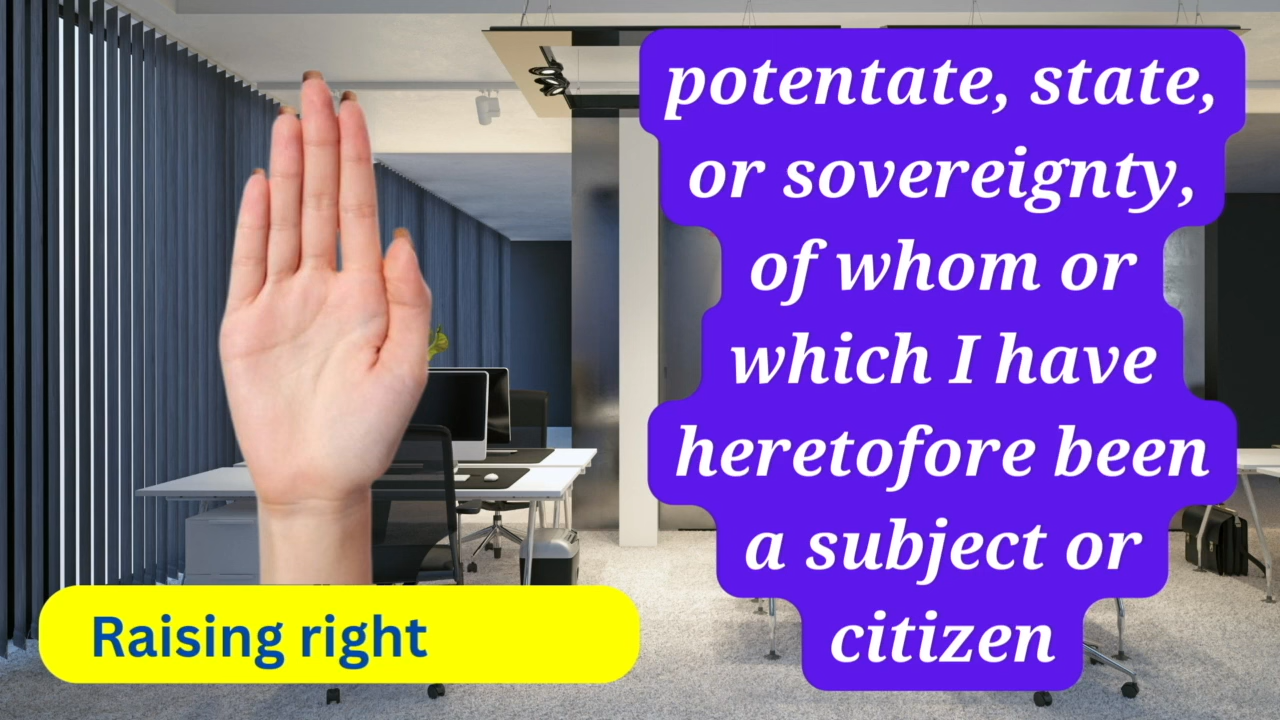 potentate, state,
or sovereignty,
of whom or
which I have
heretofore been
a subject or
citizen
Raising right